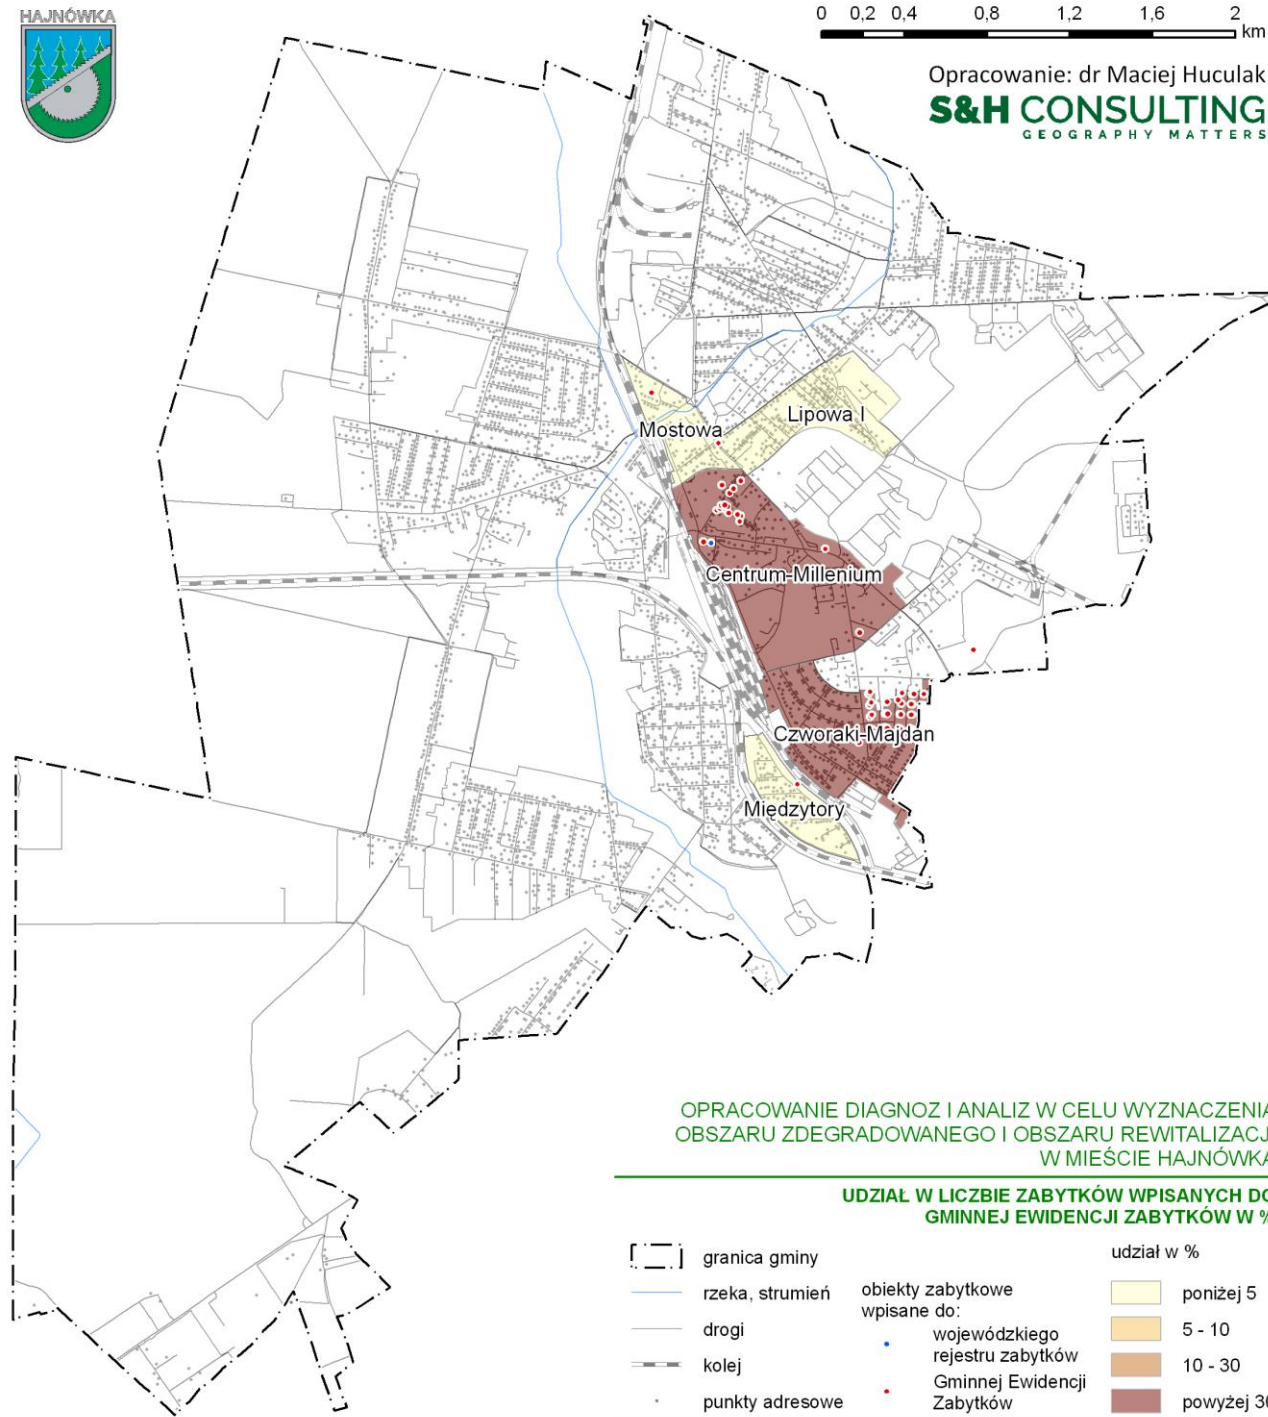 HAJNÓWKA
0 0,2 0,4 0,8 1,2 1,6 2
km
Opracowanie: dr Maciej Huculak
S&H CONSULTING
GEOGRAPHY MATTERS
Lipowa I
Mostowa
Centrum-Millenium
Czworaki-Majdan
Międzytory
OPRACOWANIE DIAGNOZ I ANALIZ W CELU WYZNACZENIA
OBSZARU ZDEGRADOWANEGO I OBSZARU REWITALIZACJI
W MIEŚCIE HAJNÓWKA
UDZIAŁ W LICZBIE ZABYTKÓW WPISANYCH DO
GMINNEJ EWIDENCJI ZABYTKÓW W %
granica gminy
rzeka, strumień
drogi
kolej
punkty adresowe
obiekty zabytkowe
wpisane do:
wojewódzkiego
rejestru zabytków
Gminnej Ewidencji
Zabytków
udział w %
poniżej 5
5 - 10
10 - 30
powyżej 30